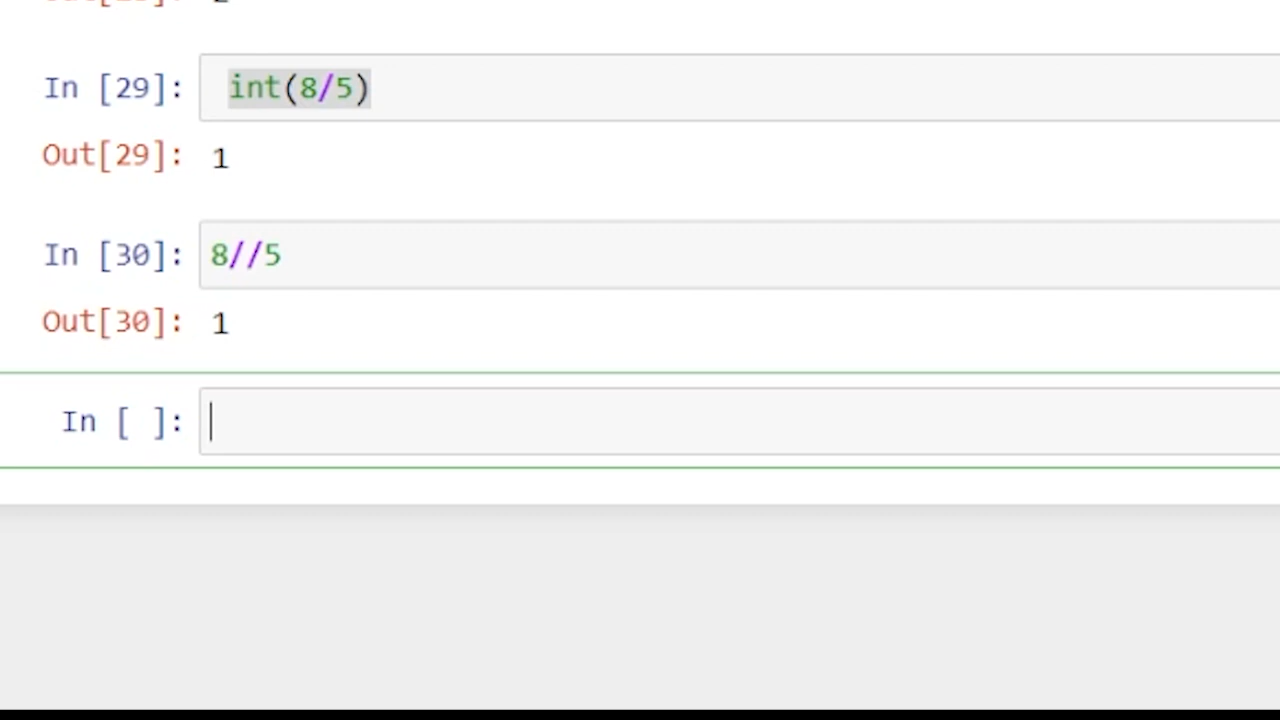 In [29]: int(8/5)
Out[29]: 1
In [30]: 8//5
Out[30]: 1
In [ ]: